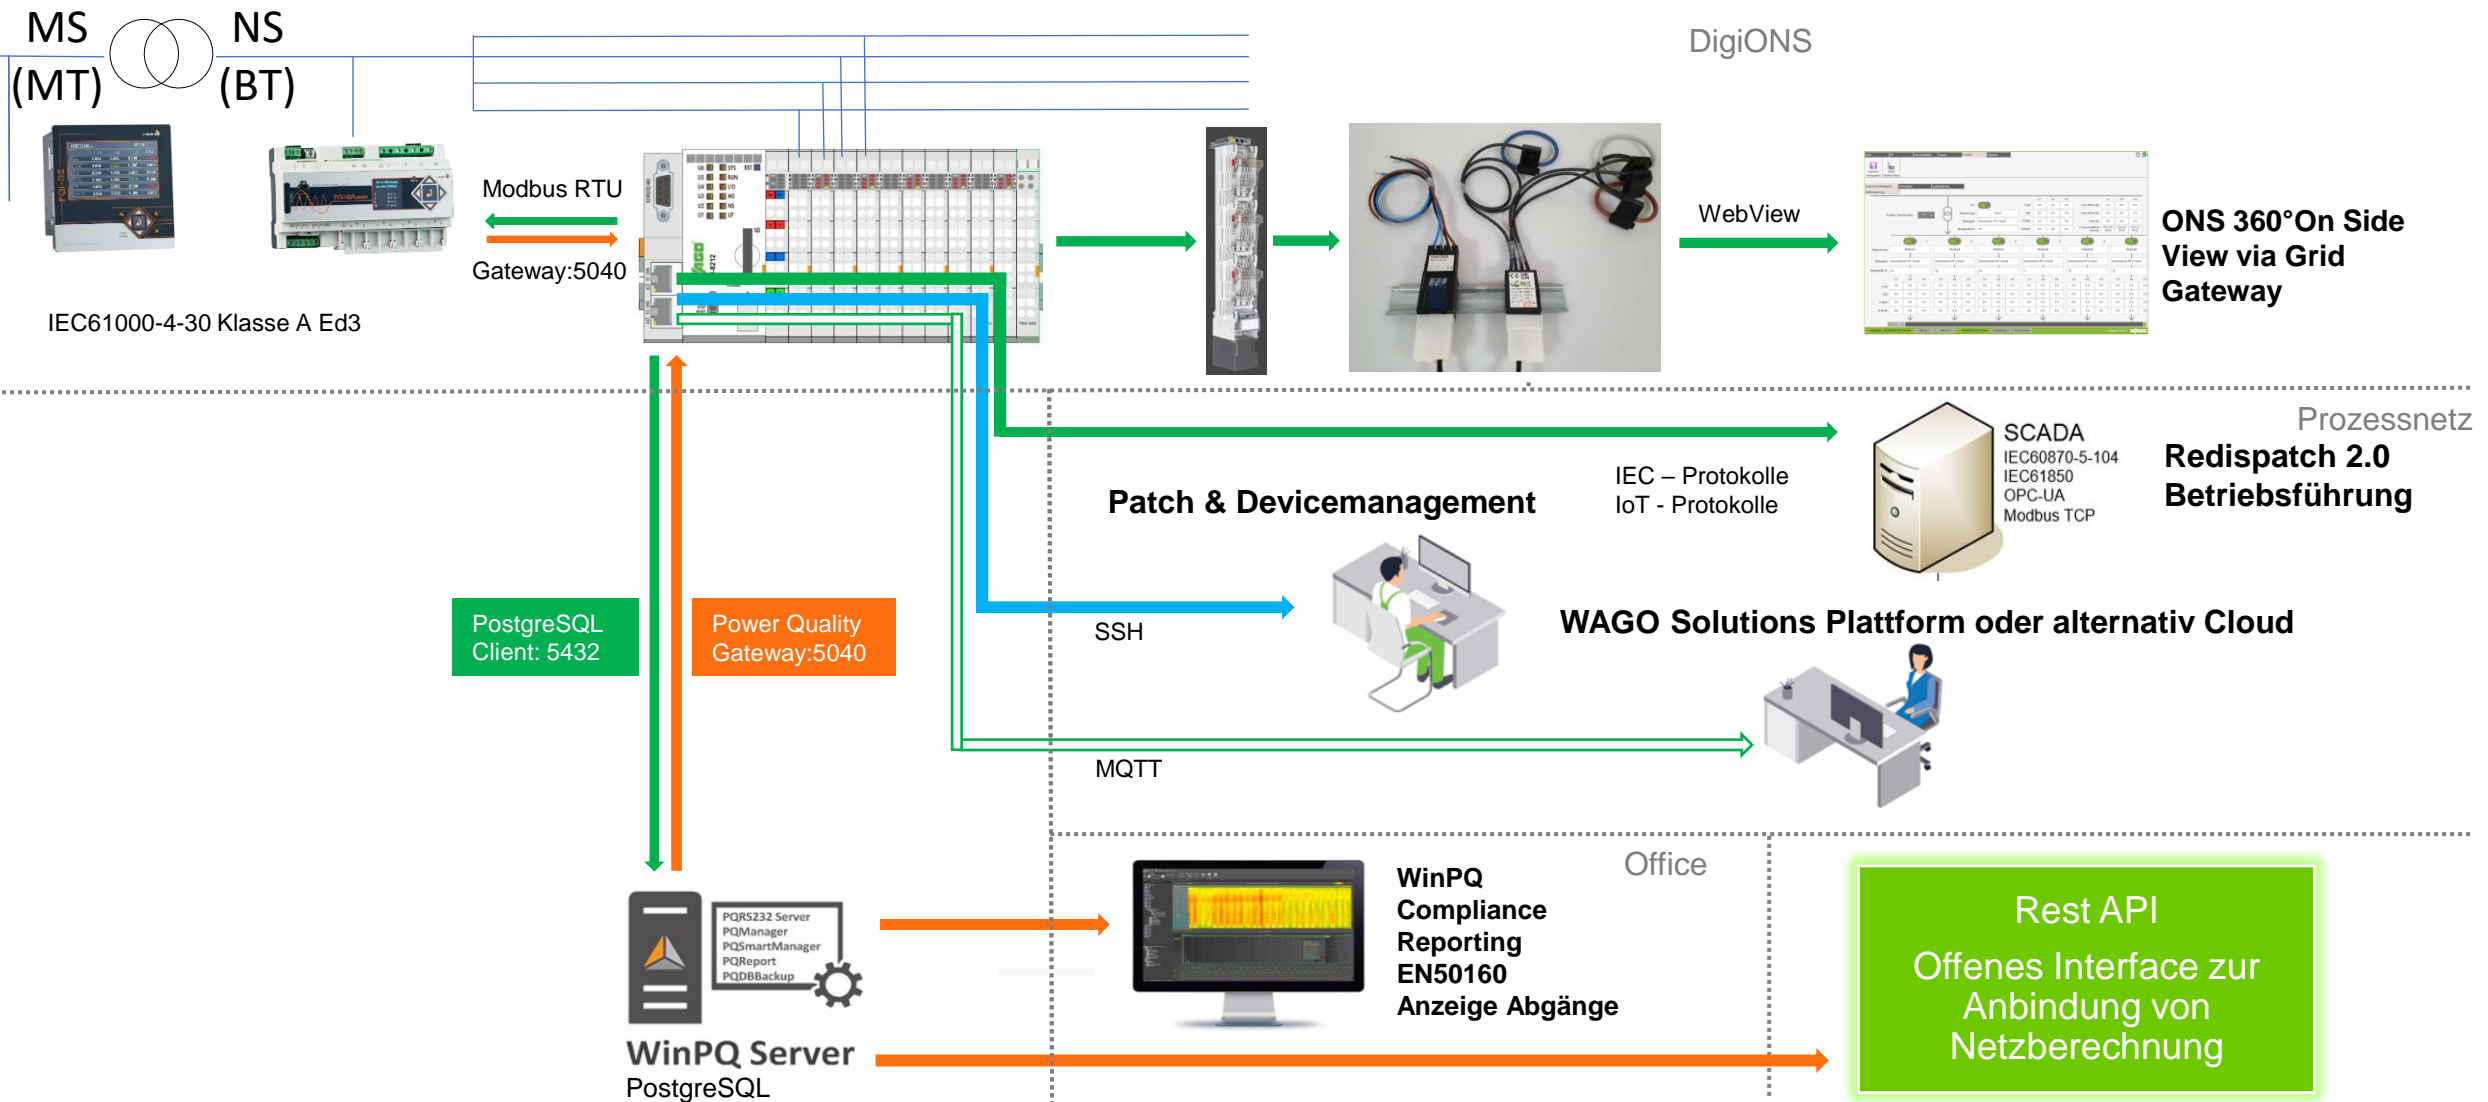 MS
(MT)
NS
(BT)
DigiONS
IEC61000-4-30 Klasse A Ed3
Modbus RTU
Gateway:5040
WAGO
-8212
WebView
ONS 360°On Side
View via Grid
Gateway
Prozessnetz
SCADA
IEC60870-5-104
IEC61850
OPC-UA
Modbus TCP
Redispatch 2.0
Betriebsführung
IEC – Protokolle
IoT - Protokolle
Patch & Devicemanagement
SSH
WAGO Solutions Plattform oder alternativ Cloud
MQTT
PostgreSQL
Client: 5432
Power Quality
Gateway:5040
PQRS232 Server
PQManager
PQSmartManager
PQReport
PQDBBackup
WinPQ Server
PostgreSQL
Office
WinPQ
Compliance
Reporting
EN50160
Anzeige Abgänge
Rest API
Offenes Interface zur
Anbindung von
Netzberechnung